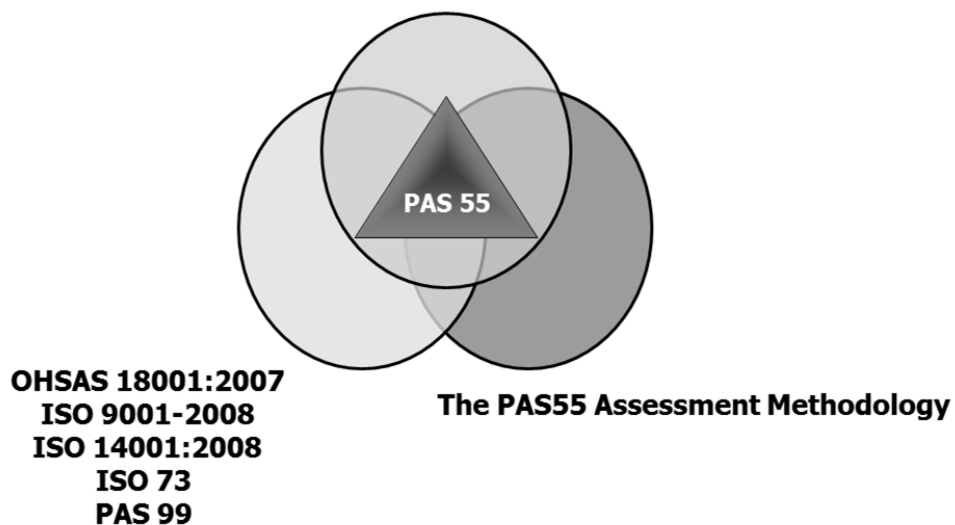 PAS 55
OHSAS 18001:2007
ISO 9001-2008
ISO 14001:2008
ISO 73
PAS 99
The PAS55 Assessment Methodology